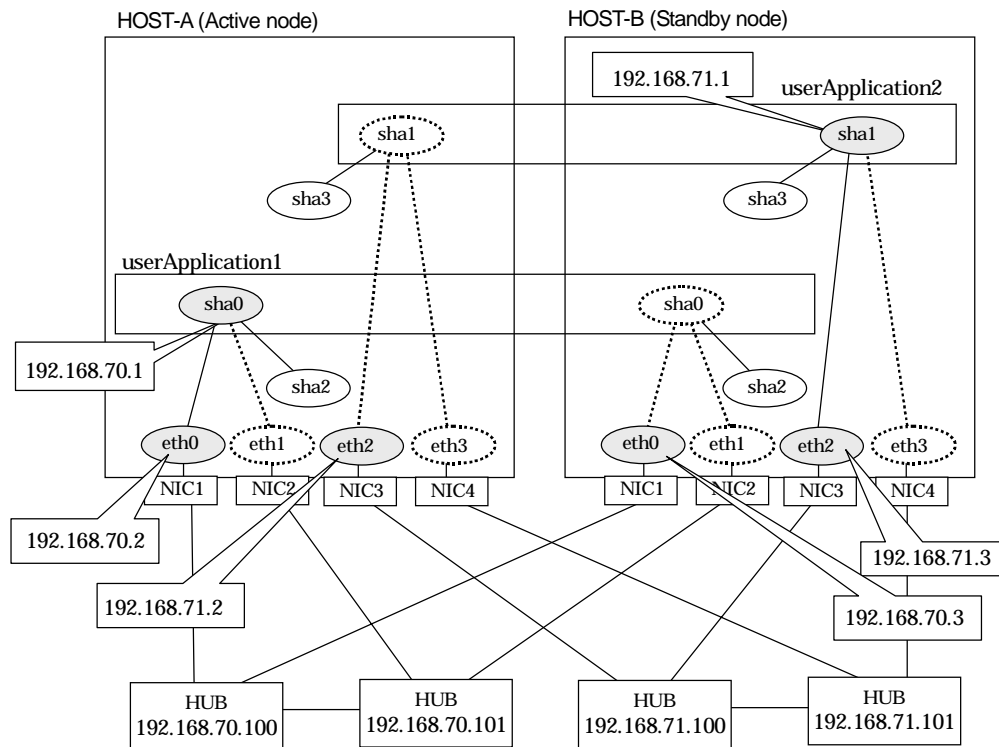 HOST-A (Active node)
HOST-B (Standby node)
192.168.71.1
userApplication2
sha1
sha1
sha3
sha3
userApplication1
sha0
sha0
192.168.70.1
sha2
sha2
eth0
eth1
eth2
eth3
eth0
eth1
eth2
eth3
NIC1
NIC2
NIC3
NIC4
NIC1
NIC2
NIC3
NIC4
192.168.70.2
192.168.71.3
192.168.71.2
192.168.70.3
HUB
192.168.70.100
HUB
192.168.70.101
HUB
192.168.71.100
HUB
192.168.71.101